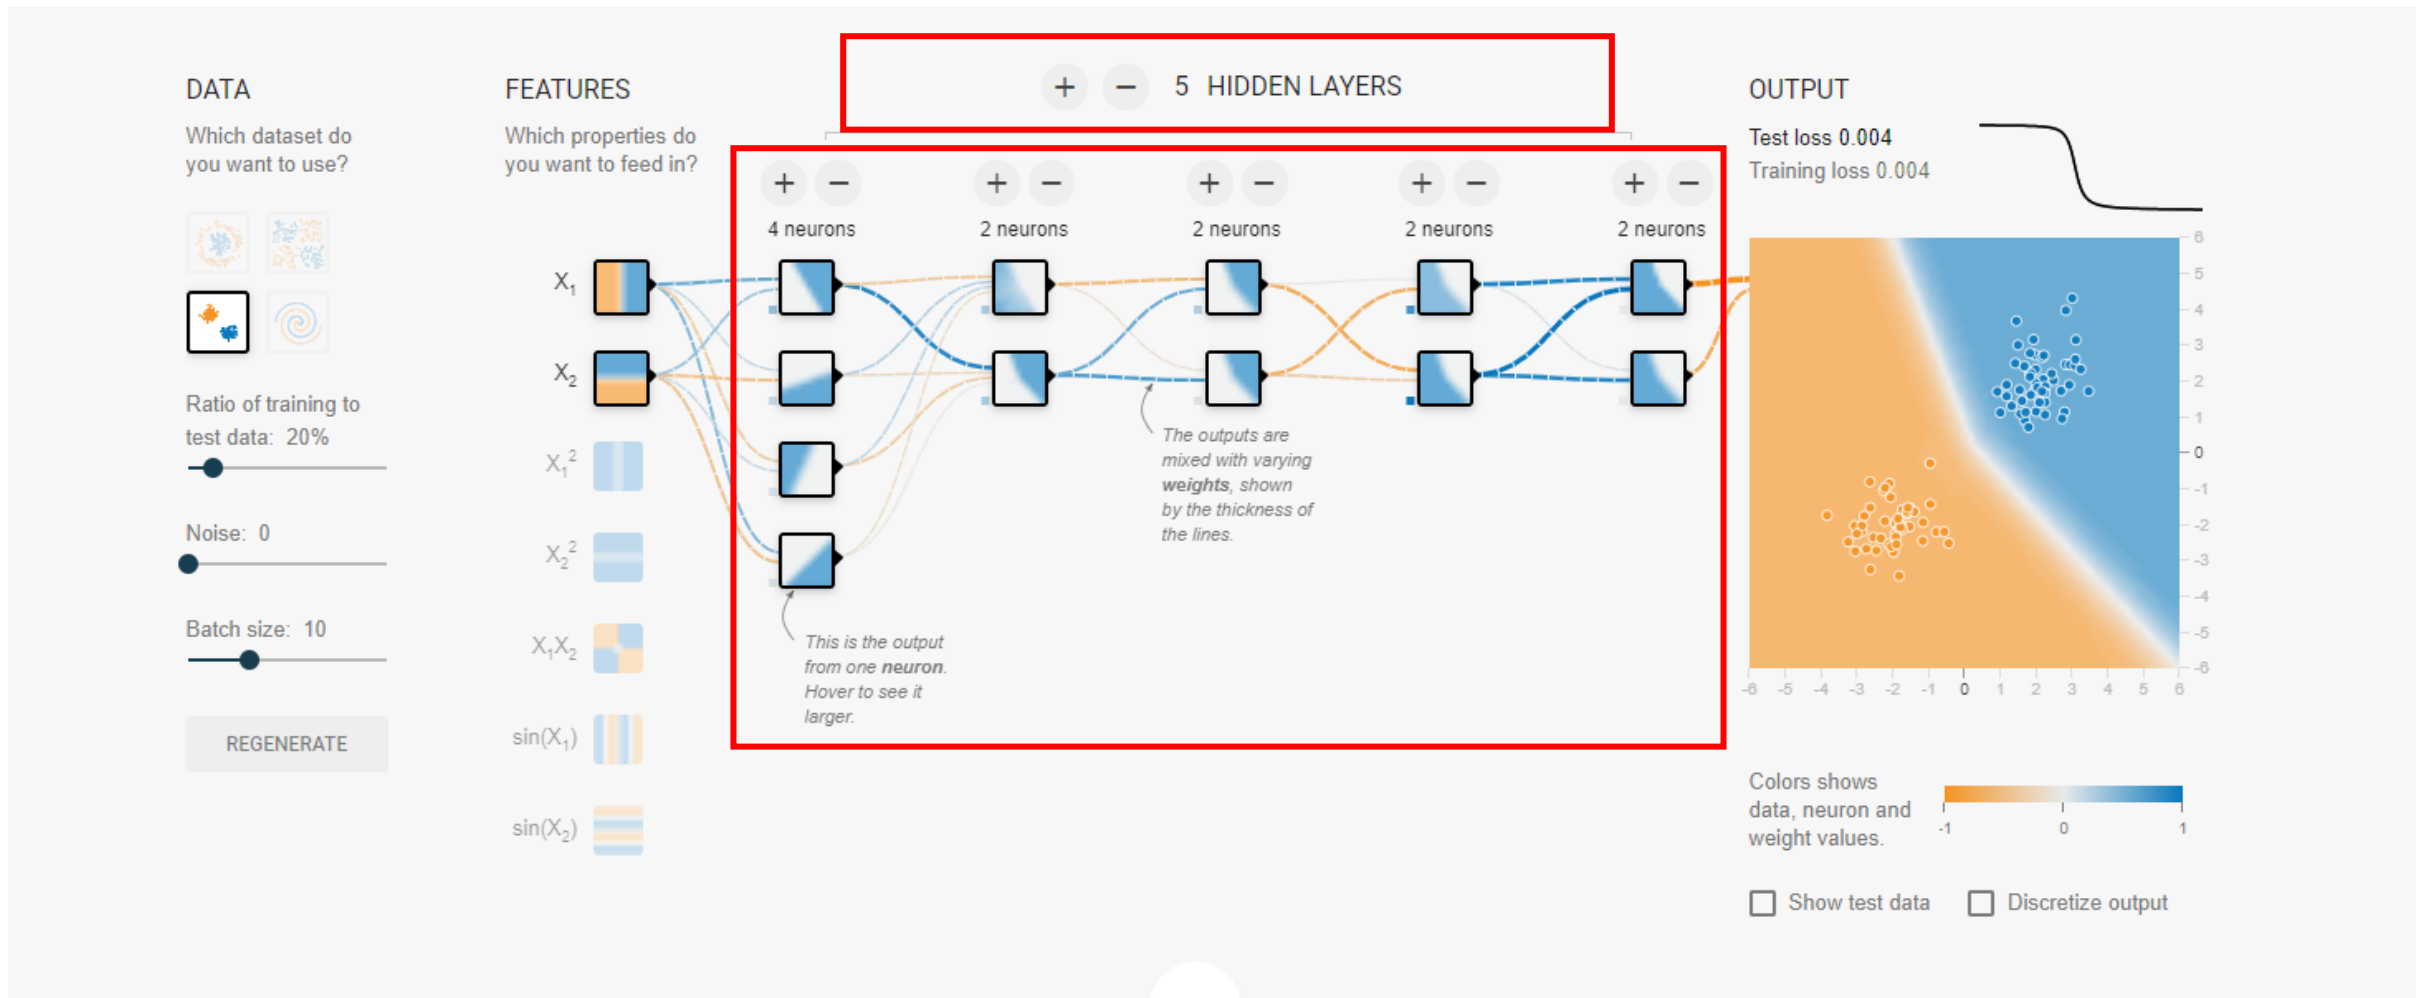 DATA
Which dataset do
you want to use?
Ratio of training to
test data: 20%
Noise: 0
Batch size: 10
REGENERATE
FEATURES
Which properties do
you want to feed in?
X1
X2
X1²
X2²
X1X2
sin(X1)
sin(X2)
+ − 5 HIDDEN LAYERS
+ − + − + − + − + −
4 neurons 2 neurons 2 neurons 2 neurons 2 neurons
The outputs are
mixed with varying
weights, shown
by the thickness of
the lines.
This is the output
from one neuron.
Hover to see it
larger.
OUTPUT
Test loss 0.004
Training loss 0.004
6
5
4
3
2
1
0
-1
-2
-3
-4
-5
-6
-6 -5 -4 -3 -2 -1 0 1 2 3 4 5 6
Colors shows
data, neuron and
weight values.
-1 0 1
Show test data Discretize output